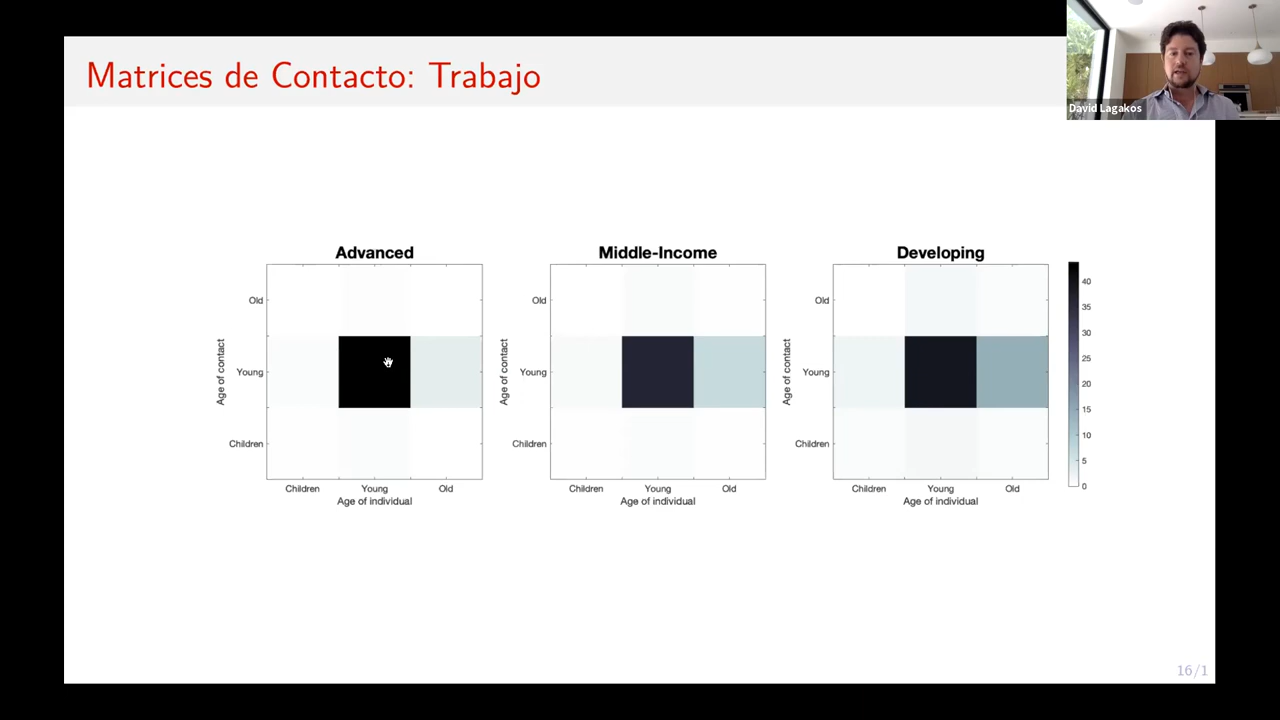 Matrices de Contacto: Trabajo
David Lagakos
Advanced
Old
Young
Children
Age of contact
Children Young Old
Age of individual
Middle-Income
Old
Young
Children
Age of contact
Children Young Old
Age of individual
Developing
Old
Young
Children
Age of contact
Children Young Old
Age of individual
40
35
30
25
20
15
10
5
0
16/1